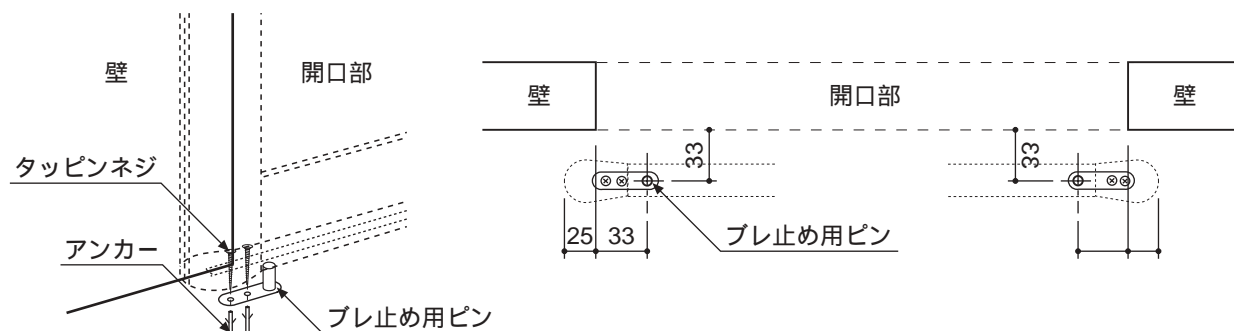 壁
開口部
タッピンネジ
アンカー
ブレ止め用ピン
壁
開口部
壁
33
33
25
33
ブレ止め用ピン